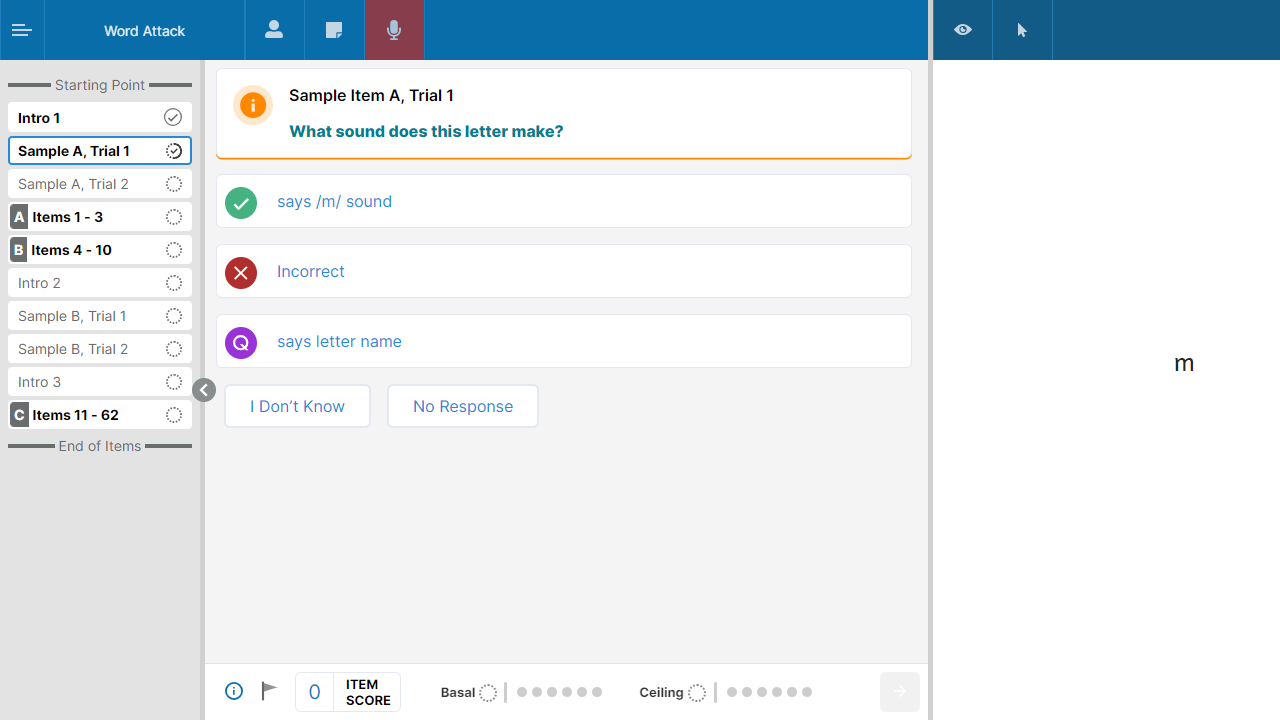 Word Attack
Starting Point
Intro 1
Sample A, Trial 1
Sample A, Trial 2
A Items 1 - 3
B Items 4 - 10
Intro 2
Sample B, Trial 1
Sample B, Trial 2
Intro 3
C Items 11 - 62
End of Items
Sample Item A, Trial 1
What sound does this letter make?
says /m/ sound
Incorrect
Q says letter name
I Don’t Know
No Response
0 ITEM
SCORE
Basal
Ceiling
m